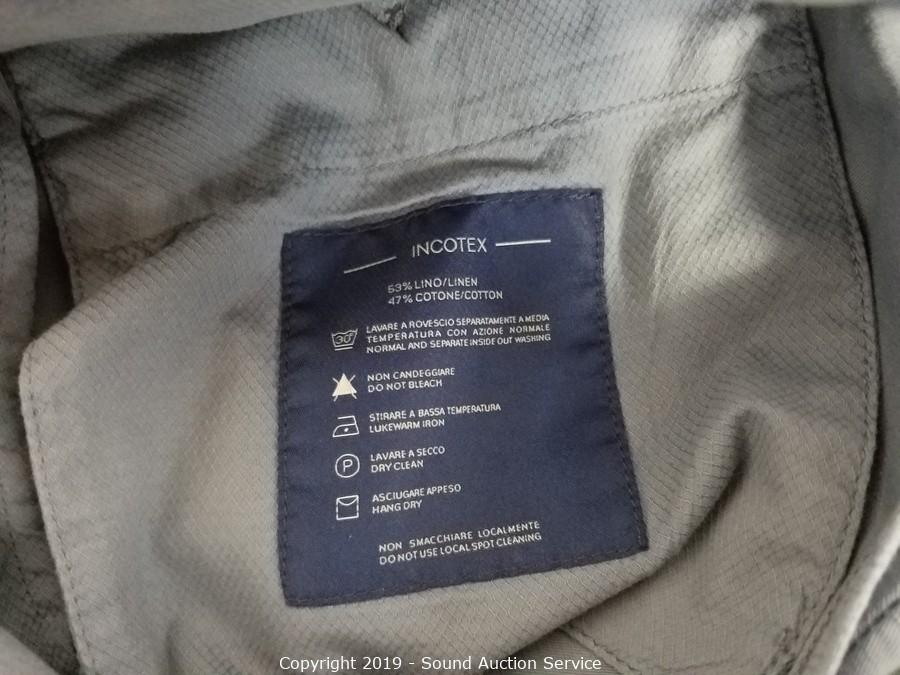 INCOTEX
53% LINO/LINEN
47% COTONE/COTTON
30°
LAVARE A ROVESCIO SEPARATAMENTE A MEDIA
TEMPERATURA CON AZIONE NORMALE
NORMAL AND SEPARATE INSIDE OUT WASHING
NON CANDEGGIARE
DO NOT BLEACH
STIRARE A BASSA TEMPERATURA
LUKEWARM IRON
P
LAVARE A SECCO
DRY CLEAN
ASCIUGARE APPESO
HANG DRY
NON SMACCHIARE LOCALMENTE
DO NOT USE LOCAL SPOT CLEANING
Copyright 2019 - Sound Auction Service